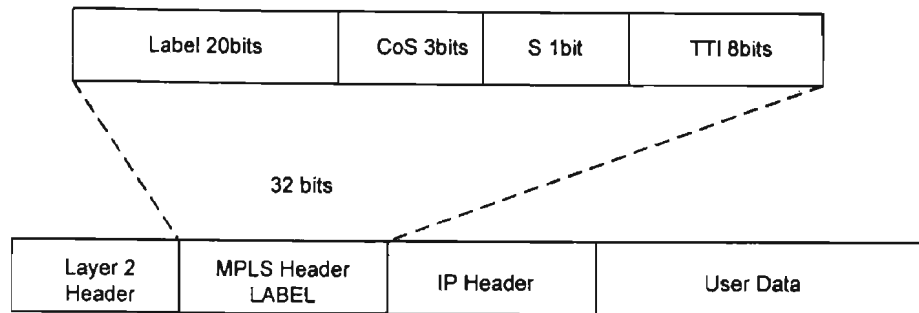 Label 20bits CoS 3bits S 1bit TTI 8bits
32 bits
Layer 2 Header MPLS Header LABEL IP Header User Data